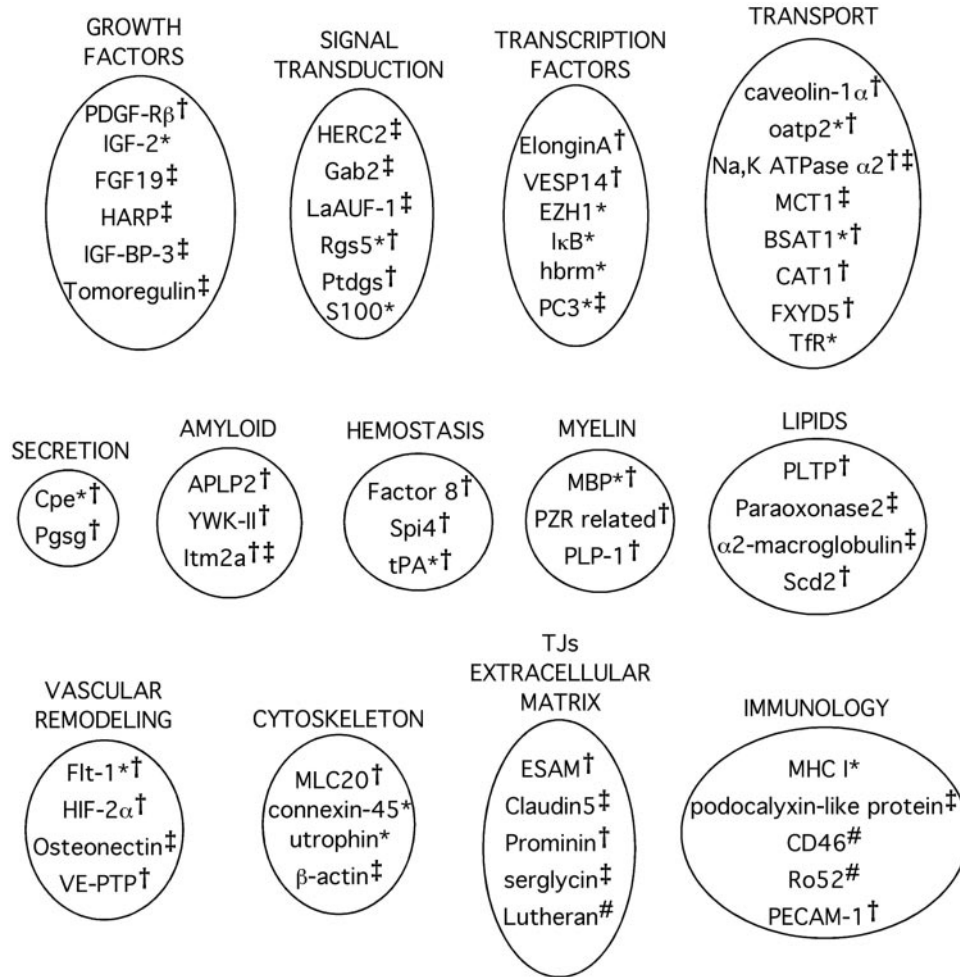 GROWTH
FACTORS
PDGF-Rβ†
IGF-2*
FGF19‡
HARP‡
IGF-BP-3‡
Tomoregulin‡
SIGNAL
TRANSDUCTION
HERC2‡
Gab2‡
LaAUF-1‡
Rgs5*†
Ptdgs†
S100*
TRANSCRIPTION
FACTORS
ElonginA†
VESP14†
EZH1*
IκB*
hbrm*
PC3*‡
TRANSPORT
caveolin-1α†
oatp2*†
Na,K ATPase α2†‡
MCT1‡
BSAT1*†
CAT1†
FXYD5†
TfR*
SECRETION
Cpe*†
Pgsg†
AMYLOID
APLP2†
YWK-II†
Itm2a†‡
HEMOSTASIS
Factor 8†
Spi4†
tPA*†
MYELIN
MBP*†
PZR related†
PLP-1†
LIPIDS
PLTP†
Paraoxonase2‡
α2-macroglobulin‡
Scd2†
VASCULAR
REMODELING
Flt-1*†
HIF-2α†
Osteonectin‡
VE-PTP†
CYTOSKELETON
MLC20†
connexin-45*
utrophin*
β-actin‡
TJs
EXTRACELLULAR
MATRIX
ESAM†
Claudin5‡
Prominin†
serglycin‡
Lutheran#
IMMUNOLOGY
MHC I*
podocalyxin-like protein‡
CD46#
Ro52#
PECAM-1†